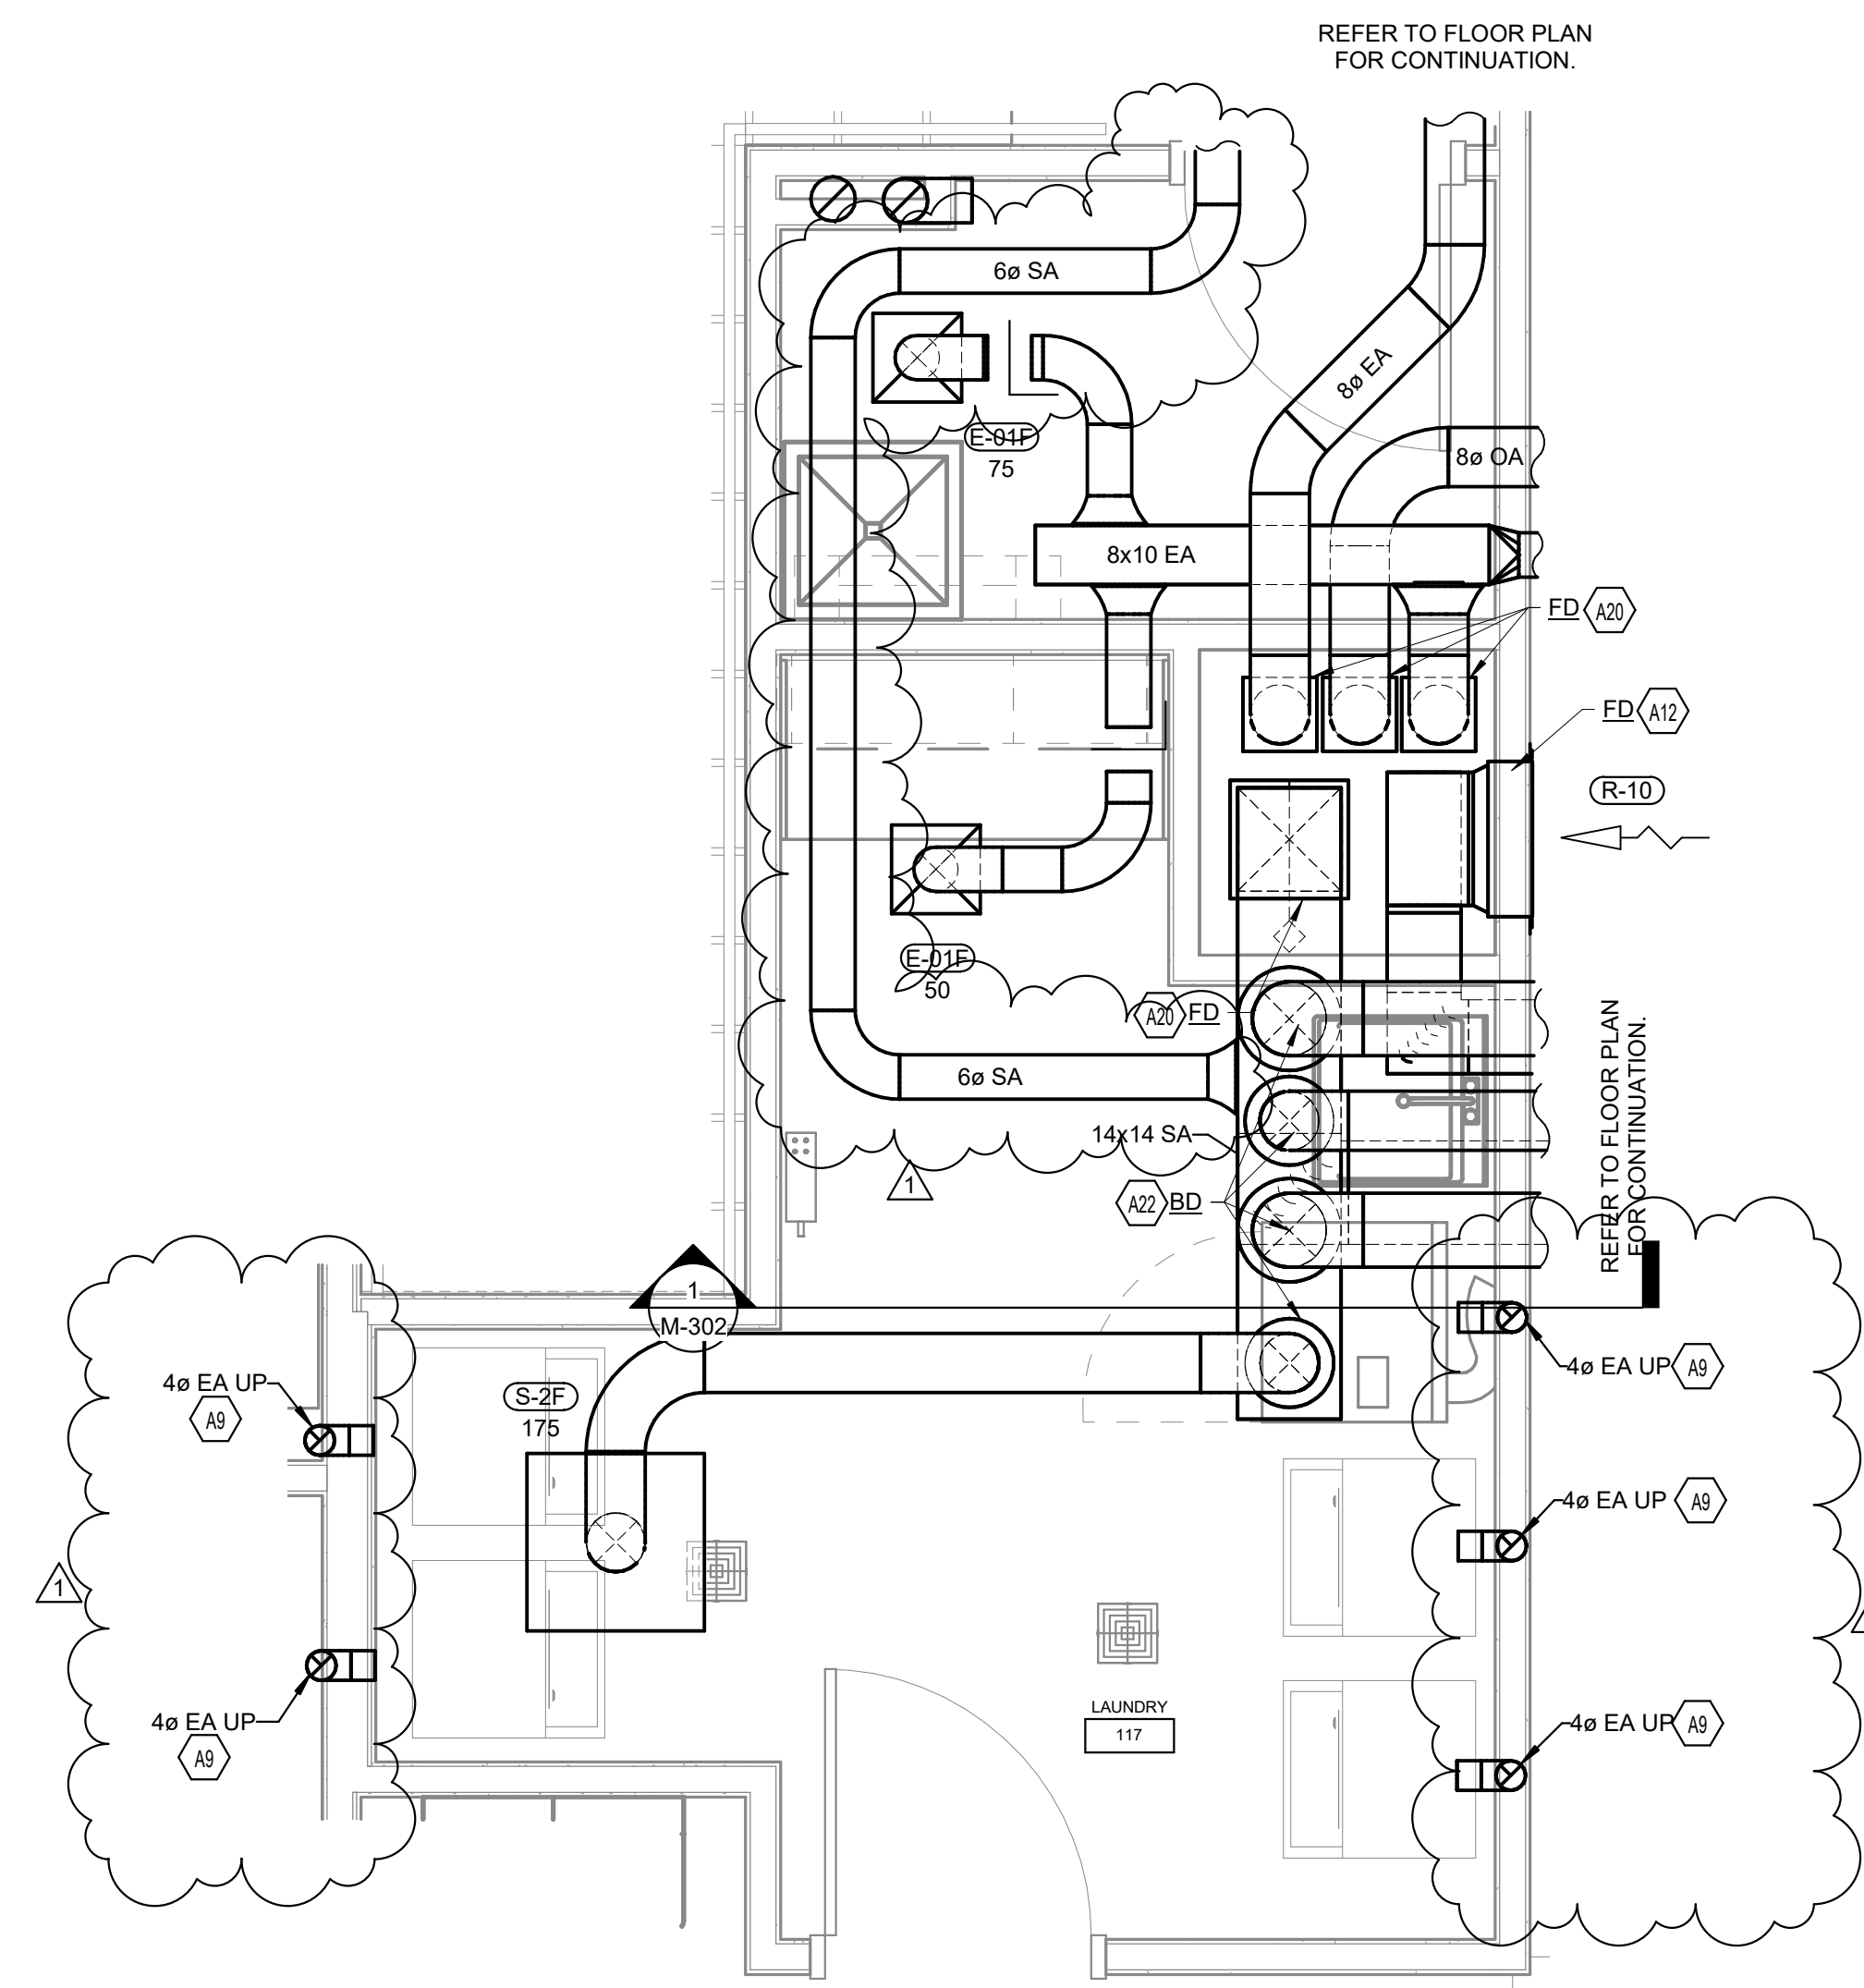 REFER TO FLOOR PLAN
FOR CONTINUATION.
6ø SA
8ø EA
E-01F
75
8ø OA
8x10 EA
FD A20
FD A12
R-10
E-01F
50
A20 FD
6ø SA
14x14 SA
A22 BD
1
REFER TO FLOOR PLAN
FOR CONTINUATION.
1
M-302
4ø EA UP
A9
S-2F
175
4ø EA UP A9
4ø EA UP A9
1
4ø EA UP
A9
LAUNDRY
117
4ø EA UP A9